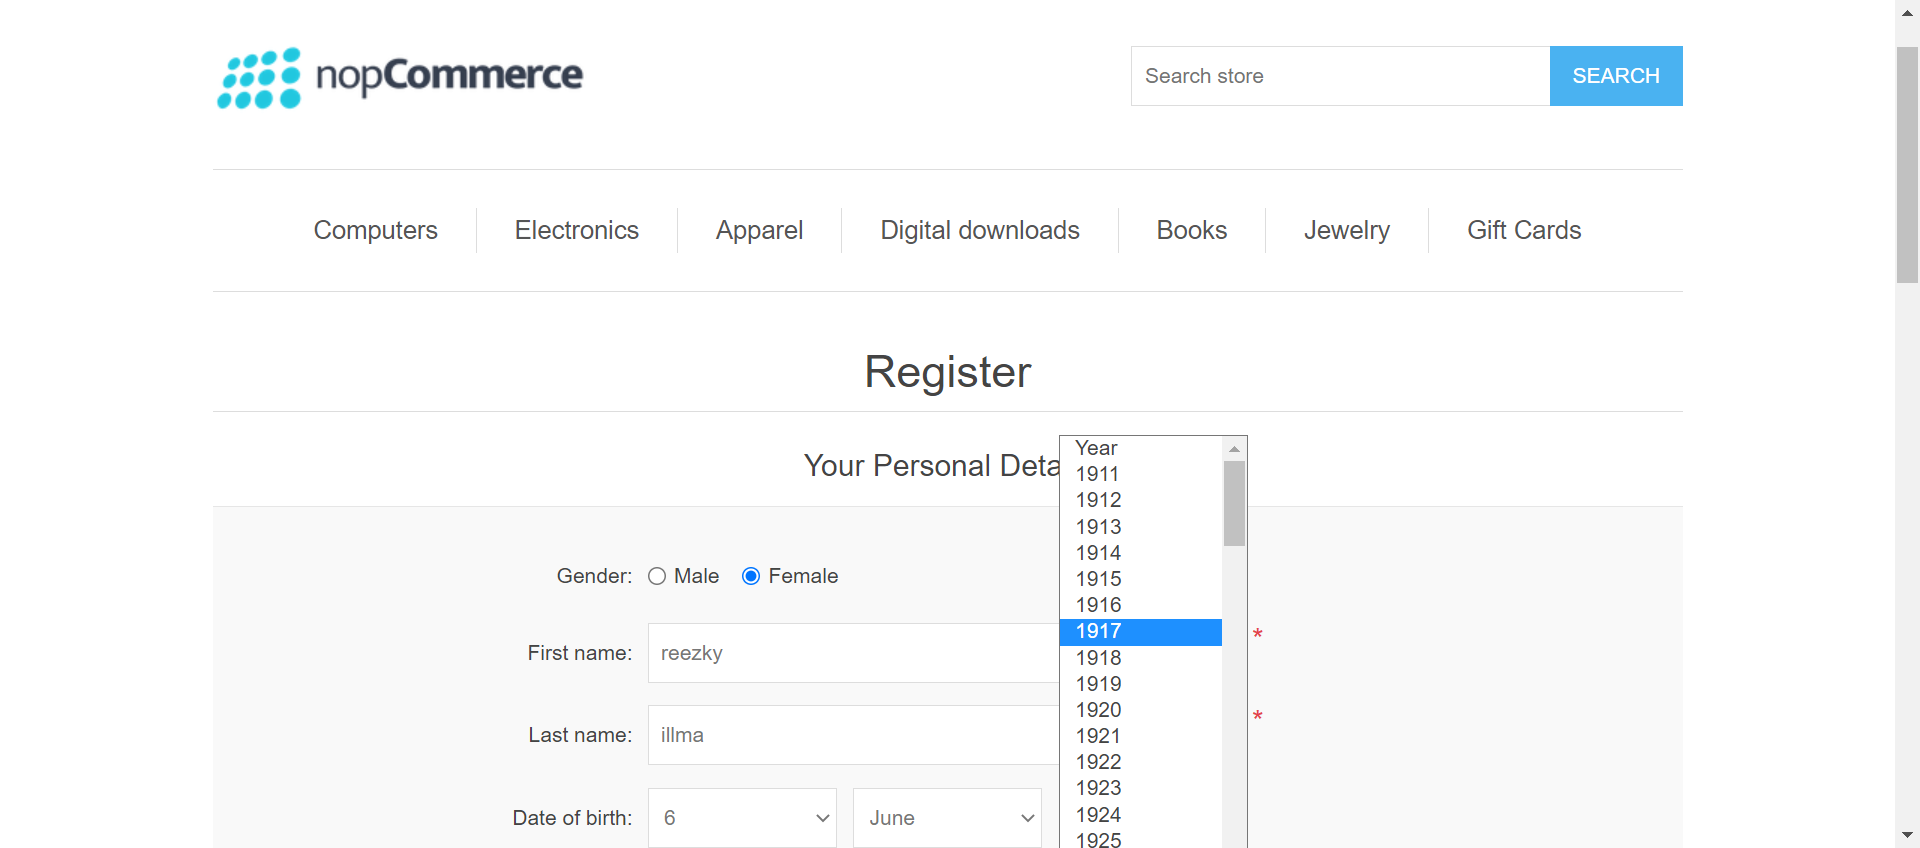 nopCommerce
Search store
SEARCH
Computers
Electronics
Apparel
Digital downloads
Books
Jewelry
Gift Cards
Register
Your Personal Deta
Gender: Male Female
First name: reezky *
Last name: illma *
Date of birth: 6 June
Year
1911
1912
1913
1914
1915
1916
1917
1918
1919
1920
1921
1922
1923
1924
1925